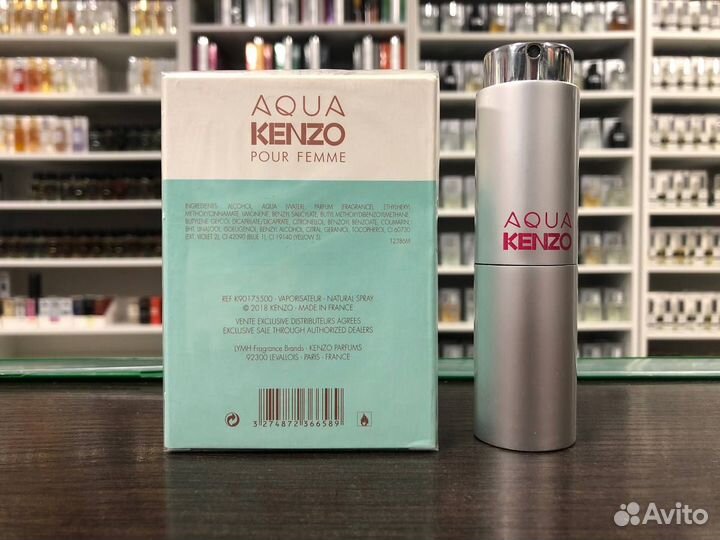 AQUA
KENZO
POUR FEMME
INGREDIENTS: ALCOHOL, AQUA (WATER), PARFUM (FRAGRANCE), ETHYLHEXYL
METHOXYCINNAMATE, LIMONENE, BENZYL SALICYLATE, BUTYL METHOXYDIBENZOYLMETHANE,
BUTYLENE GLYCOL DICAPRYLATE/DICAPRATE, CITRONELLOL, BENZOYL BENZOATE, COUMARIN,
BHT, LINALOOL, ISOEUGENOL, BENZYL ALCOHOL, CITRAL, GERANIOL, TOCOPHEROL, CI 60730
(EXT. VIOLET 2), CI 42090 (BLUE 1), CI 19140 (YELLOW 5).
REF K90175500 - VAPORISATEUR - NATURAL SPRAY
© 2018 KENZO - MADE IN FRANCE
VENTE EXCLUSIVE DISTRIBUTEURS AGREES
EXCLUSIVE SALE THROUGH AUTHORIZED DEALERS
LVMH Fragrance Brands - KENZO PARFUMS
92300 LEVALLOIS - PARIS - FRANCE
3 274872 366589
AQUA
KENZO
Avito